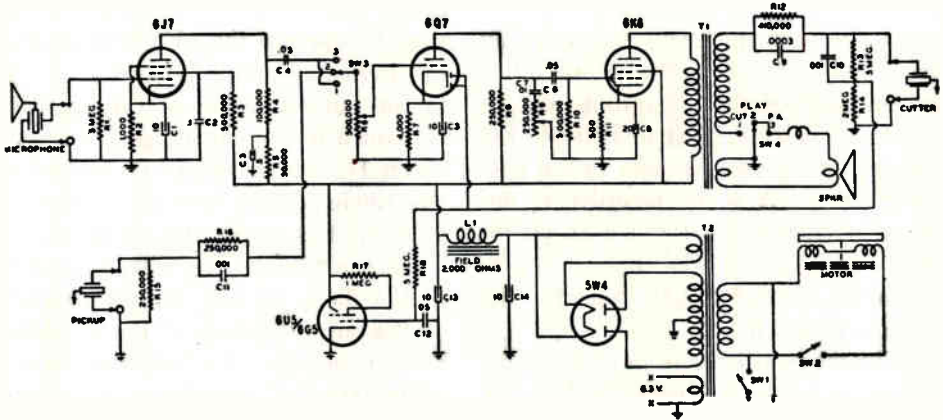 6J7
6Q7
6K6
T1
R12
410,000
.0003
C9
.05
C4
3
2
SW3
.05
C6
C7
250,000
R9
500,000
R10
500
R11
20
C8
250,000
R8
3 MEG.
R1
1,000
R2
10
C1
.1
C2
500,000
R3
100,000
R4
C3
R5
50,000
500,000
4,000
R7
10
C5
.001
C10
R13
3 MEG.
R14
CUTTER
PLAY
CUT
2
P.A.
SW4
SPKR
MICROPHONE
R16
250,000
.001
C11
250,000
R15
PICKUP
R17
1 MEG.
6U5/6G5
3 MEG.
R18
.05
C12
10
C13
L1
FIELD
2,000 OHMS
10
C14
5W4
T2
X
6.3 V.
X
MOTOR
SW1
SW2